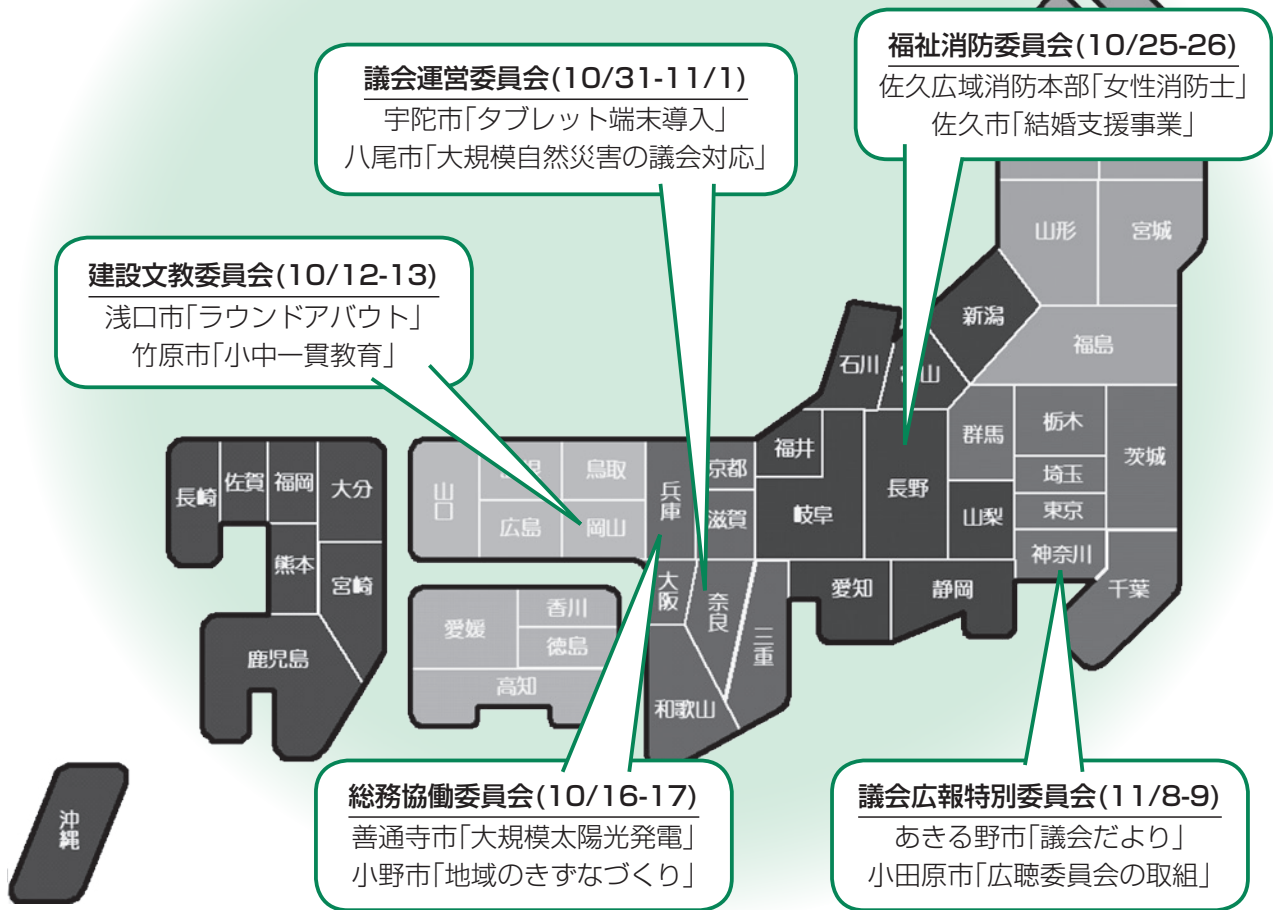 福祉消防委員会(10/25-26)
佐久広域消防本部「女性消防士」
佐久市「結婚支援事業」
議会運営委員会(10/31-11/1)
宇陀市「タブレット端末導入」
八尾市「大規模自然災害の議会対応」
建設文教委員会(10/12-13)
浅口市「ラウンドアバウト」
竹原市「小中一貫教育」
山形
宮城
新潟
福島
石川
山
群馬
栃木
茨城
埼玉
東京
神奈川
千葉
福井
長野
山梨
岐阜
愛知
静岡
京都
滋賀
兵庫
大阪
奈良
三重
和歌山
鳥取
岡山
広島
山口
香川
徳島
愛媛
高知
長崎
佐賀
福岡
大分
熊本
宮崎
鹿児島
沖縄
総務協働委員会(10/16-17)
善通寺市「大規模太陽光発電」
小野市「地域のきずなづくり」
議会広報特別委員会(11/8-9)
あきる野市「議会だより」
小田原市「広聴委員会の取組」